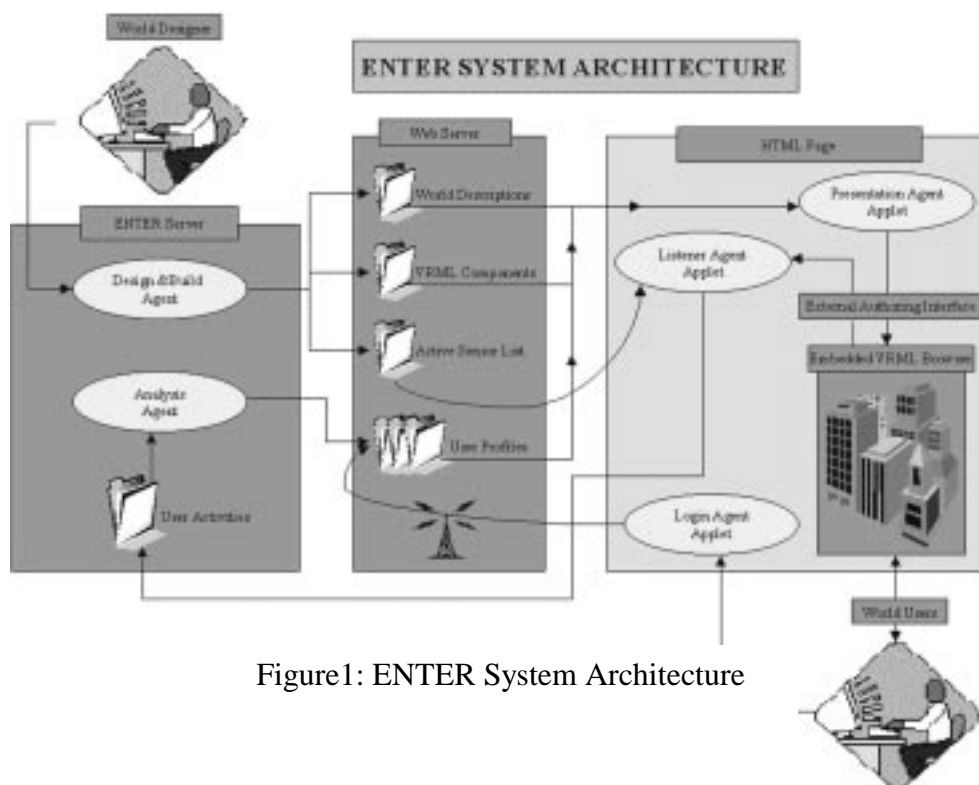 World Designer
ENTER SYSTEM ARCHITECTURE
Web Server
HTML Page
World Descriptions
Presentation Agent
Applet
ENTER Server
Listener Agent
Applet
Design & Build
Agent
VRML Components
External Authoring Interface
Active Sensor List
Embedded VRML Browser
Analysis
Agent
User Profiles
User Activities
Login Agent
Applet
World Users
Figure1: ENTER System Architecture